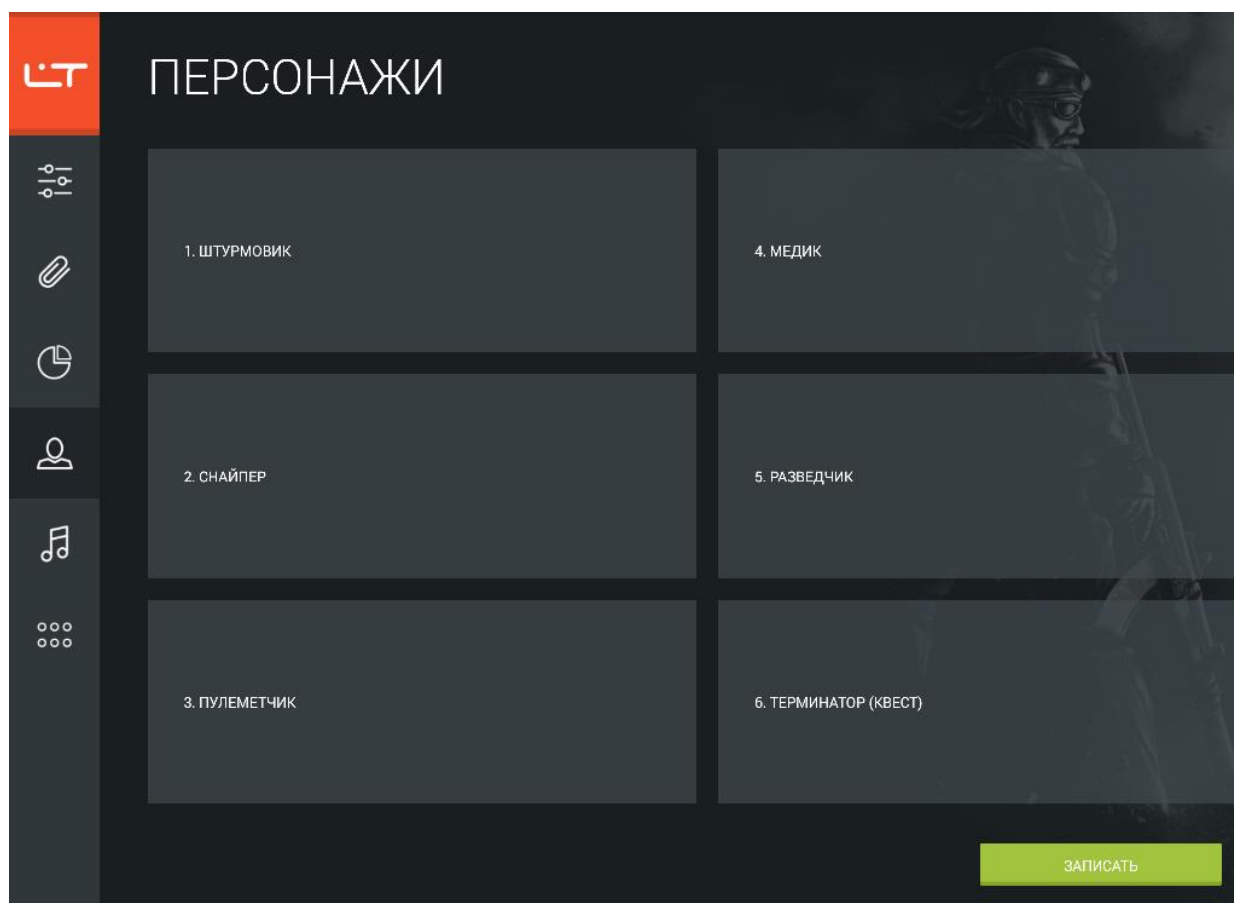 ПЕРСОНАЖИ
1. ШТУРМОВИК
4. МЕДИК
2. СНАЙПЕР
5. РАЗВЕДЧИК
3. ПУЛЕМЕТЧИК
6. ТЕРМИНАТОР (КВЕСТ)
ЗАПИСАТЬ